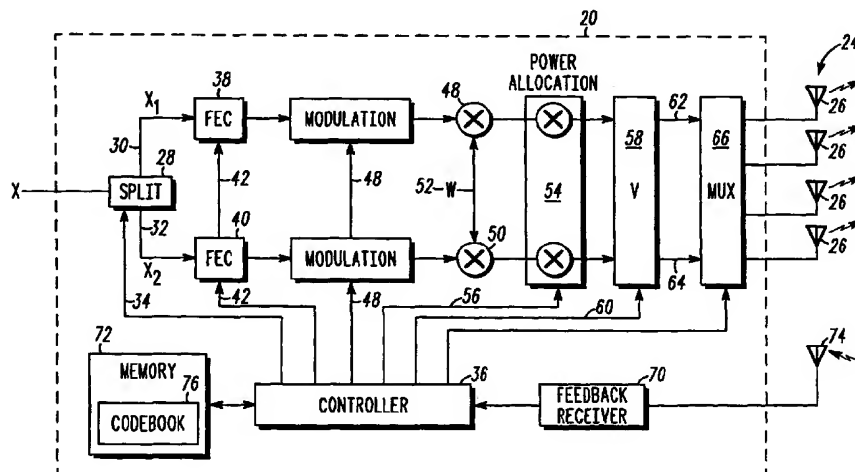 20
24
38
POWER
ALLOCATION
48
62
X₁
FEC
MODULATION
58
66
26
30
28
42
48
52
W
54
V
MUX
26
X
SPLIT
26
32
40
50
26
X₂
FEC
MODULATION
64
34
42
48
56
60
74
72
MEMORY
76
CODEBOOK
36
CONTROLLER
70
FEEDBACK
RECEIVER